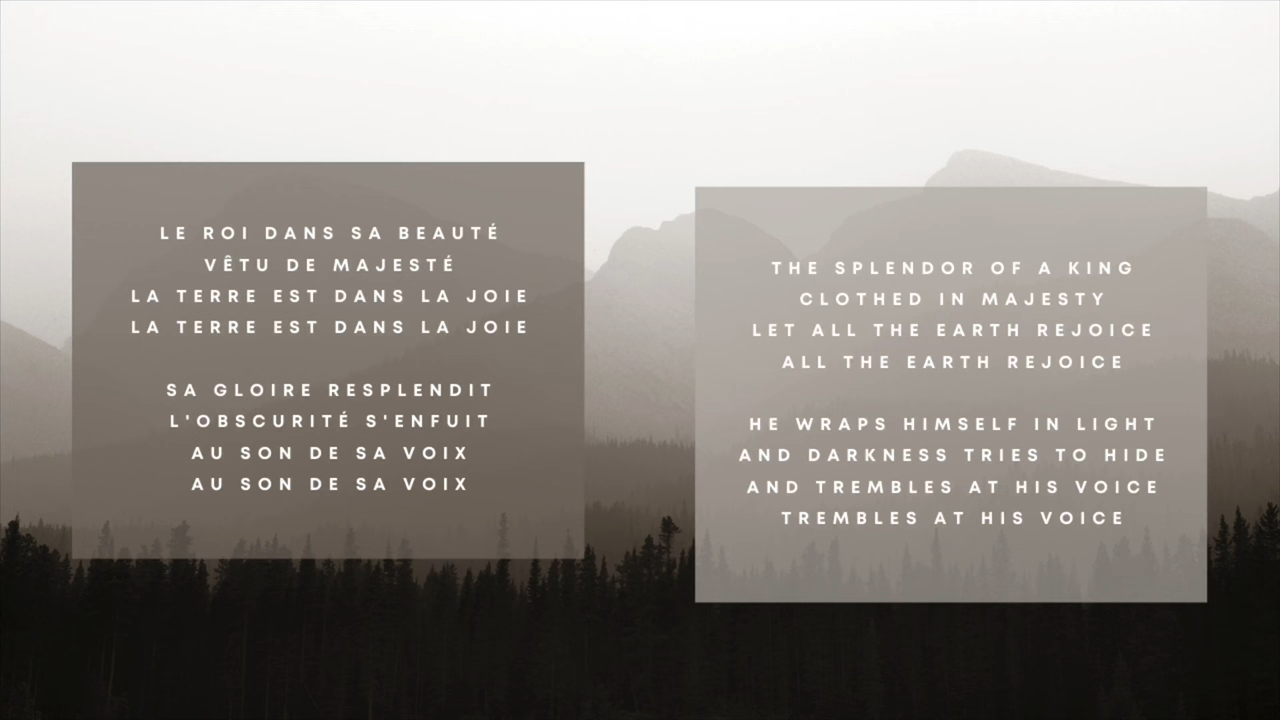 LE ROI DANS SA BEAUTÉ
VÊTU DE MAJESTÉ
LA TERRE EST DANS LA JOIE
LA TERRE EST DANS LA JOIE
SA GLOIRE RESPLENDIT
L'OBSCURITÉ S'ENFUIT
AU SON DE SA VOIX
AU SON DE SA VOIX
THE SPLENDOR OF A KING
CLOTHED IN MAJESTY
LET ALL THE EARTH REJOICE
ALL THE EARTH REJOICE
HE WRAPS HIMSELF IN LIGHT
AND DARKNESS TRIES TO HIDE
AND TREMBLES AT HIS VOICE
TREMBLES AT HIS VOICE